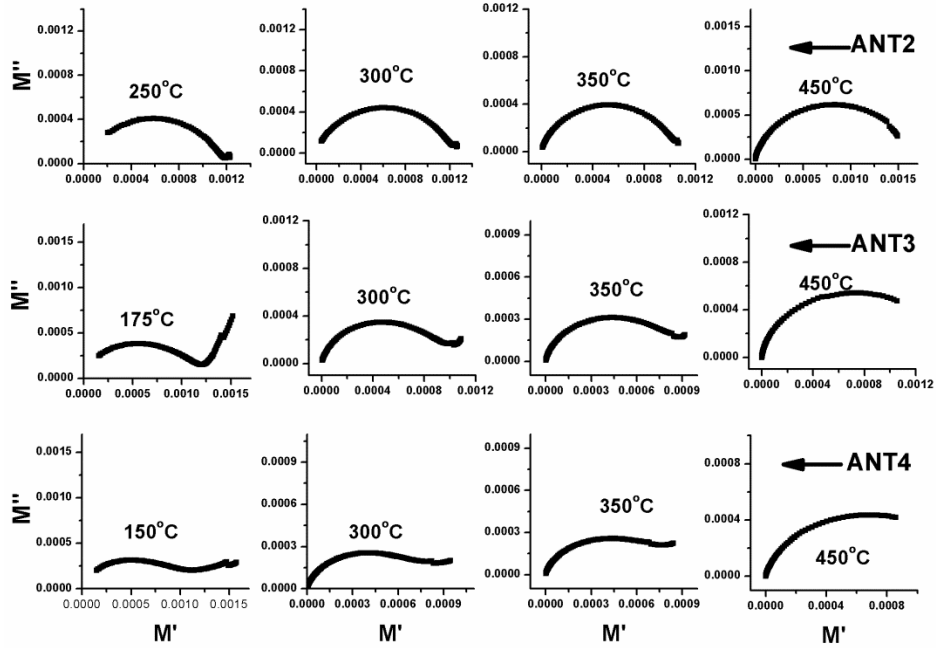 M''
0.0014 0.0014 0.0014 0.0015
0.0012 0.0012 0.0012
0.0008 0.0008 0.0008 0.0010
0.0004 0.0004 0.0004 0.0005
0.0000 0.0000 0.0000 0.0000
250°C 300°C 350°C 450°C ANT2
0.0000 0.0004 0.0008 0.0012
0.0000 0.0004 0.0008 0.0012
0.0000 0.0004 0.0008 0.0012
0.0000 0.0005 0.0010 0.0015
M''
0.0015 0.0012 0.0009 0.0012
0.0010 0.0008 0.0006 0.0008
0.0005 0.0004 0.0003 0.0004
0.0000 0.0000 0.0000 0.0000
175°C 300°C 350°C 450°C ANT3
0.0000 0.0005 0.0010 0.0015
0.0000 0.0004 0.0008 0.0012
0.0000 0.0003 0.0006 0.0009
0.0000 0.0004 0.0008 0.0012
M''
0.0015 0.0009 0.0009 0.0008
0.0010 0.0006 0.0006 0.0004
0.0005 0.0003 0.0003 0.0000
0.0000 0.0000 0.0000
150°C 300°C 350°C 450°C ANT4
0.0000 0.0005 0.0010 0.0015
0.0000 0.0003 0.0006 0.0009
0.0000 0.0003 0.0006 0.0009
0.0000 0.0004 0.0008
M' M' M' M'